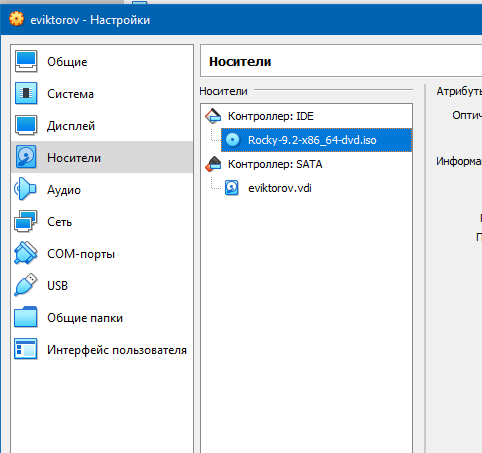 eviktorov - Настройки
Общие
Система
Дисплей
Носители
Аудио
Сеть
COM-порты
USB
Общие папки
Интерфейс пользователя
Носители
Носители
Контроллер: IDE
Rocky-9.2-x86_64-dvd.iso
Контроллер: SATA
eviktorov.vdi
Атрибуты
Оптич
Информа